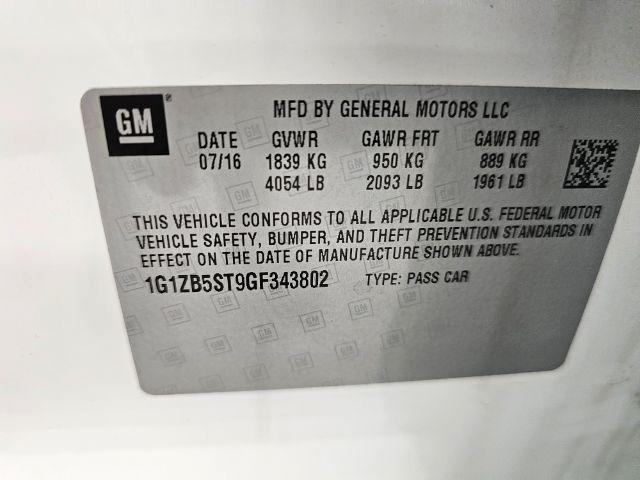 GM ®
MFD BY GENERAL MOTORS LLC
DATE GVWR GAWR FRT GAWR RR
07/16 1839 KG 950 KG 889 KG
4054 LB 2093 LB 1961 LB
THIS VEHICLE CONFORMS TO ALL APPLICABLE U.S. FEDERAL MOTOR
VEHICLE SAFETY, BUMPER, AND THEFT PREVENTION STANDARDS IN
EFFECT ON THE DATE OF MANUFACTURE SHOWN ABOVE.
1G1ZB5ST9GF343802 TYPE: PASS CAR